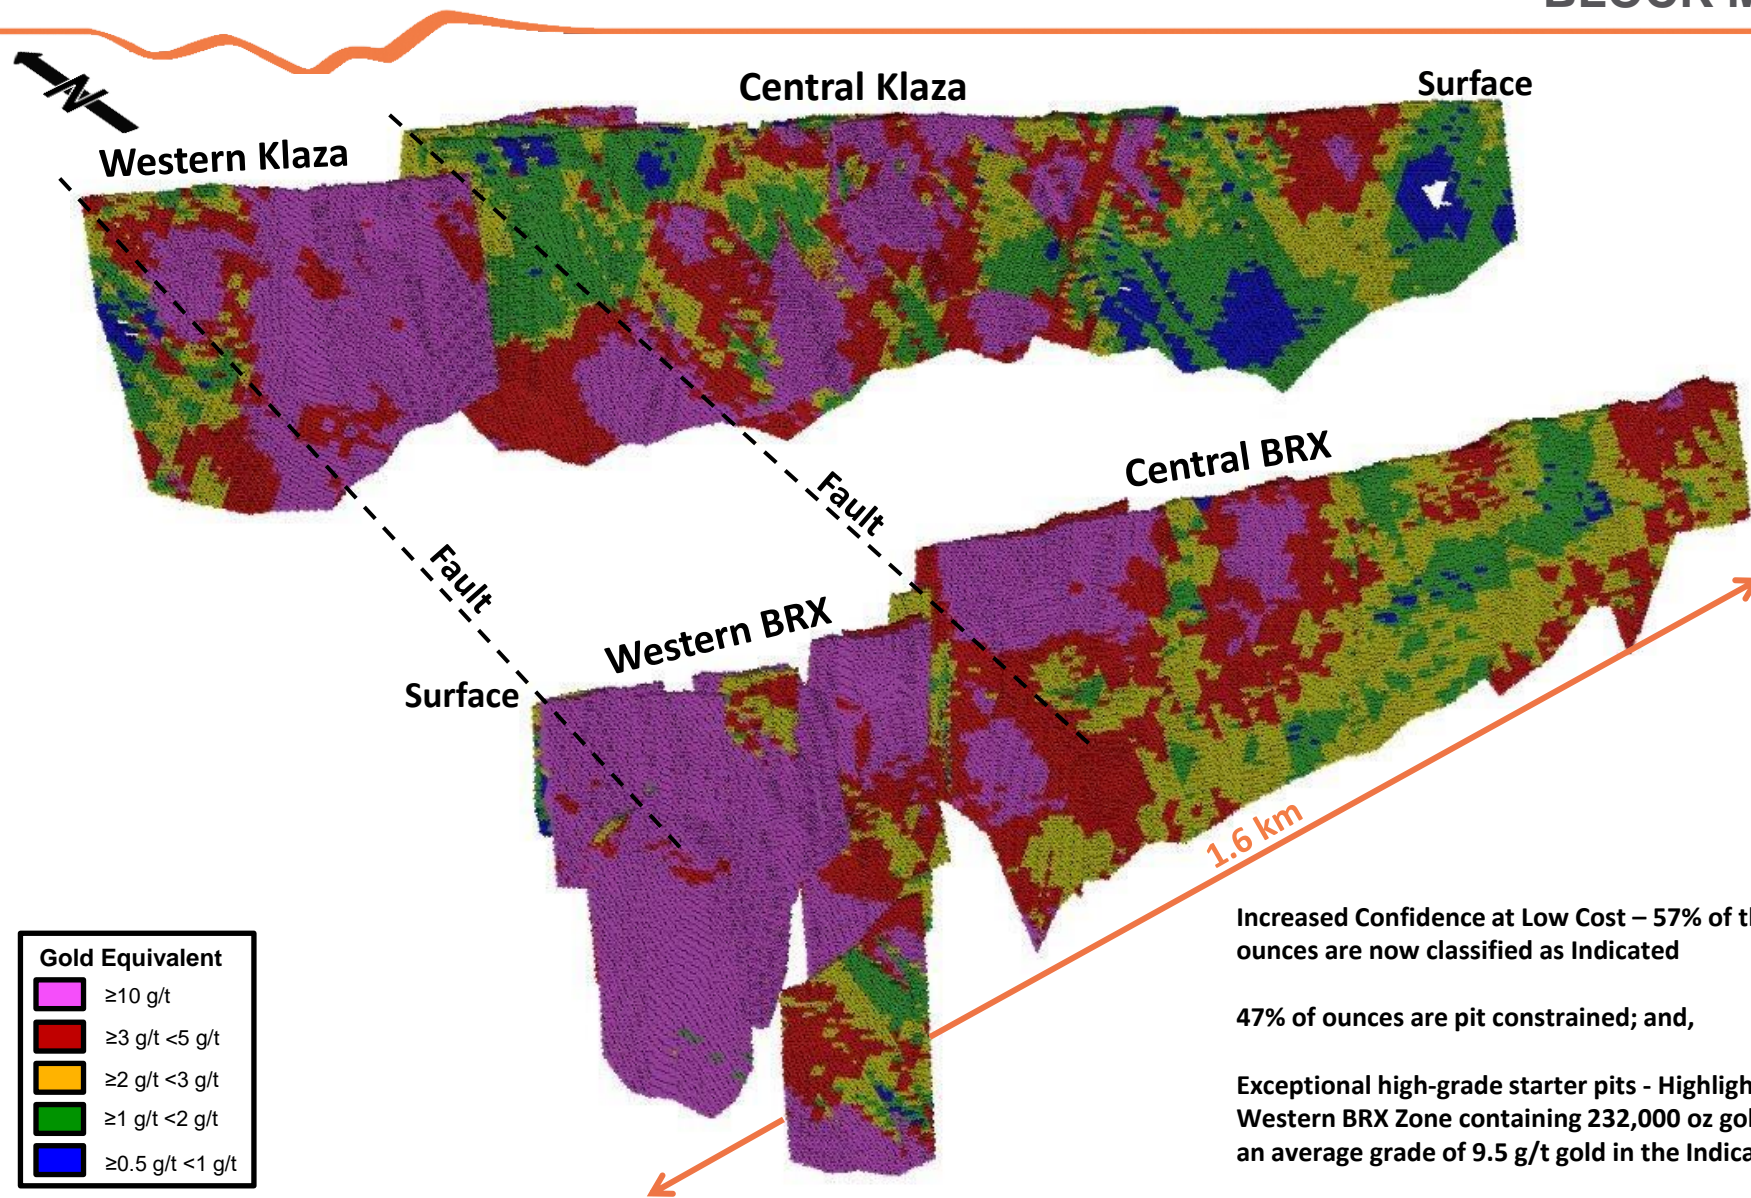 BLOCK M
N
Central Klaza
Surface
Western Klaza
Central BRX
Fault
Fault
Western BRX
Surface
1.6 km
Increased Confidence at Low Cost – 57% of th
ounces are now classified as Indicated
47% of ounces are pit constrained; and,
Exceptional high-grade starter pits - Highligh
Western BRX Zone containing 232,000 oz gol
an average grade of 9.5 g/t gold in the Indica
Gold Equivalent
≥10 g/t
≥3 g/t <5 g/t
≥2 g/t <3 g/t
≥1 g/t <2 g/t
≥0.5 g/t <1 g/t